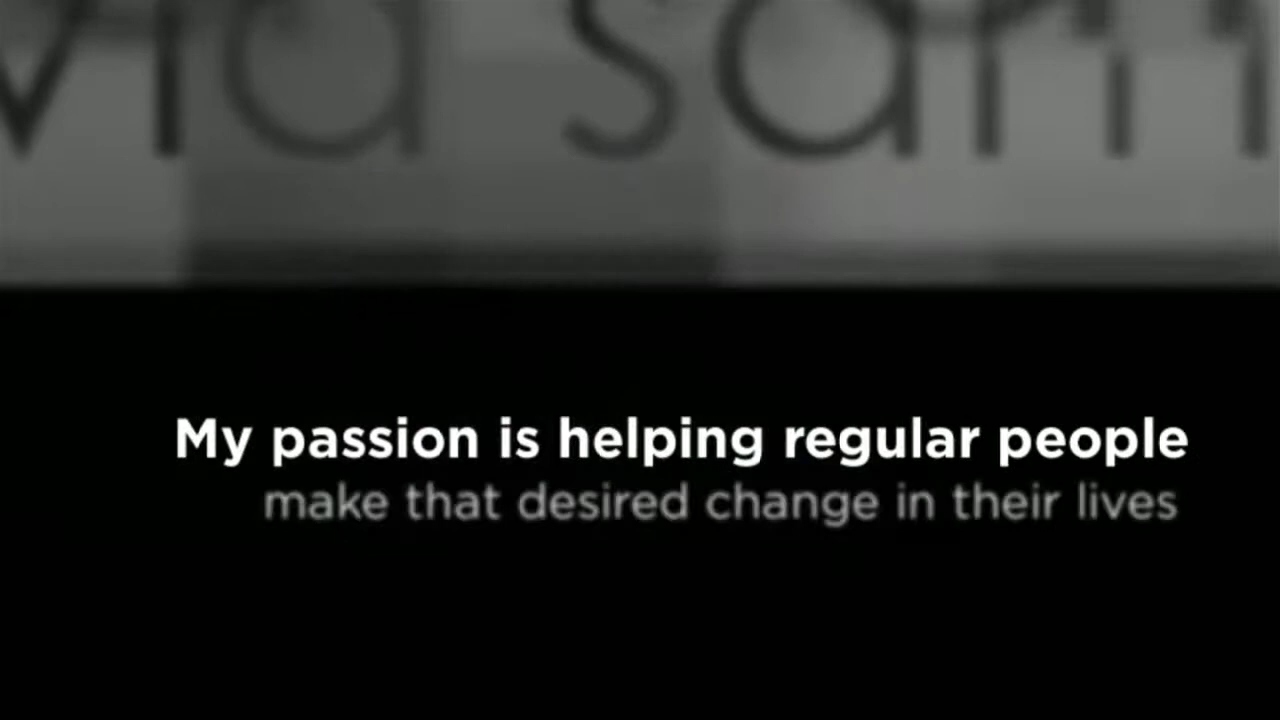 My passion is helping regular people
make that desired change in their lives